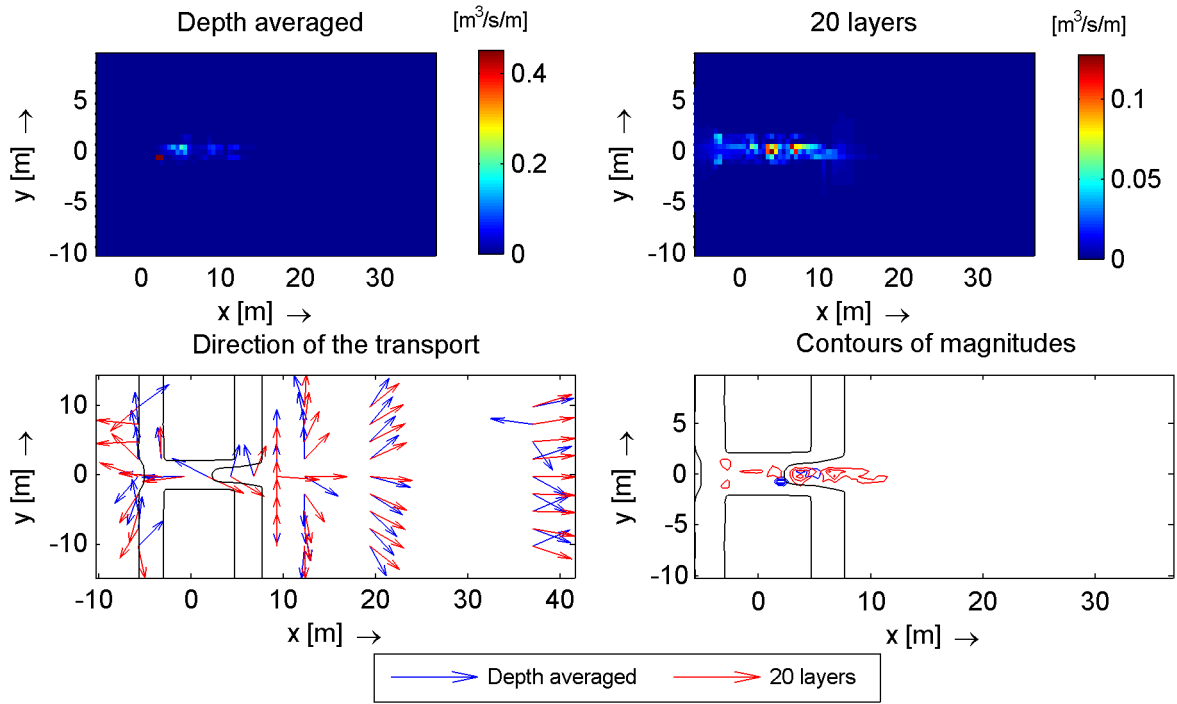 Depth averaged
[m³/s/m]
20 layers
[m³/s/m]
y [m] →
5
0
-5
-10
0
10
20
30
x [m] →
0.4
0.2
0
y [m] →
5
0
-5
-10
0
10
20
30
x [m] →
0.1
0.05
0
Direction of the transport
Contours of magnitudes
y [m] →
10
5
0
-5
-10
-10
0
10
20
30
40
x [m] →
y [m] →
5
0
-5
-10
0
10
20
30
x [m] →
Depth averaged
20 layers